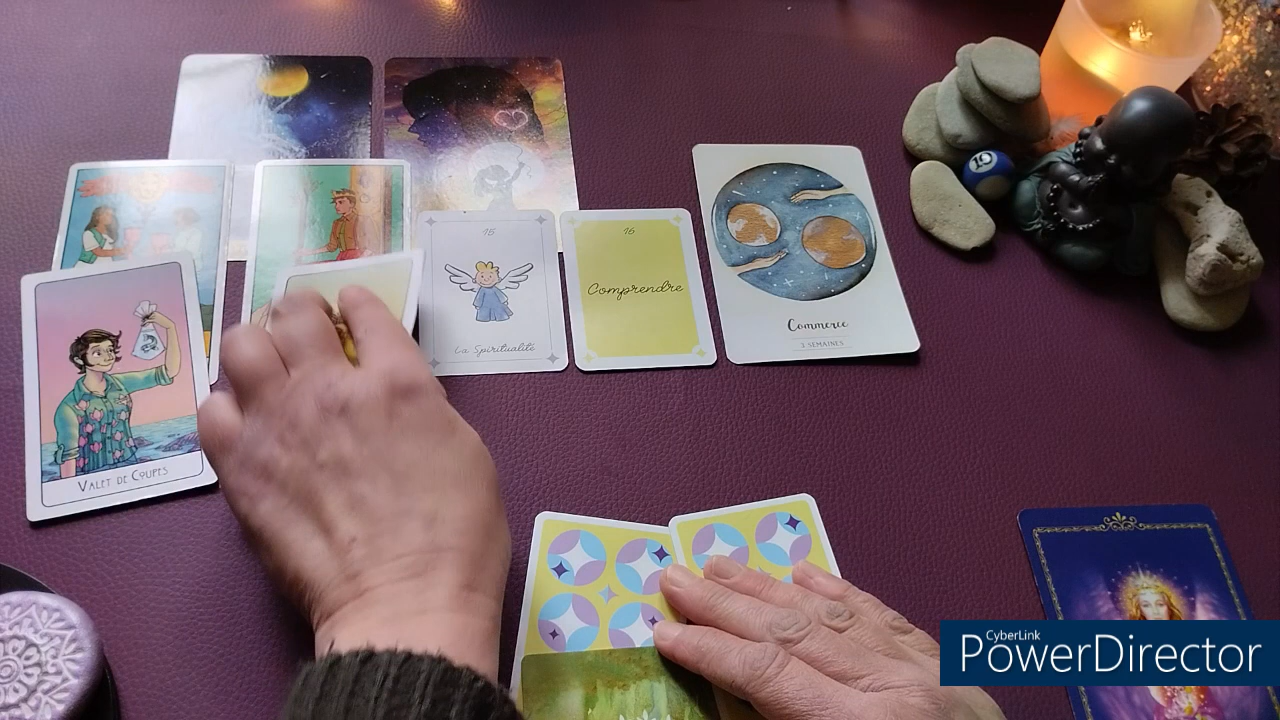 15
16
Comprendre
La Spiritualité
Commerce
3 SEMAINES
VALET DE COUPES
10
CyberLink
PowerDirector